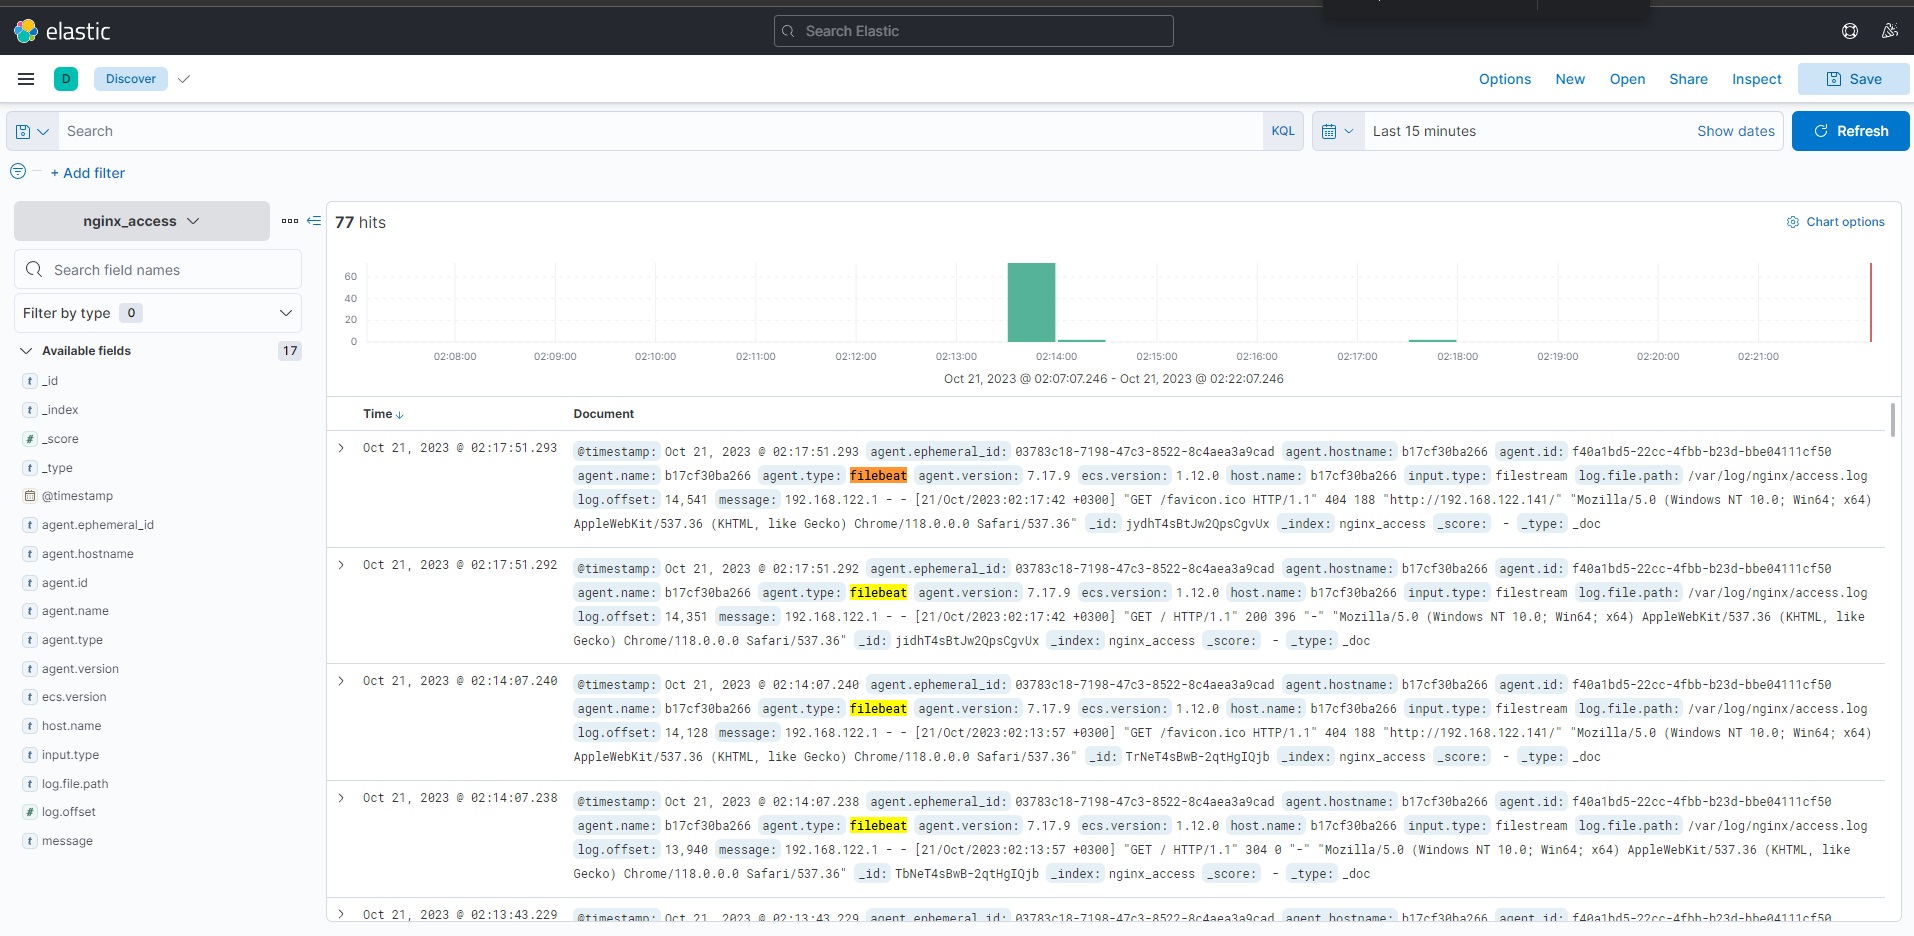 elastic
Search Elastic
D
Discover
Options
New
Open
Share
Inspect
Save
Search
KQL
Last 15 minutes
Show dates
Refresh
+ Add filter
nginx_access
Search field names
Filter by type 0
Available fields 17
t _id
t _index
# _score
t _type
@timestamp
t agent.ephemeral_id
t agent.hostname
t agent.id
t agent.name
t agent.type
t agent.version
t ecs.version
t host.name
t input.type
t log.file.path
# log.offset
t message
77 hits
Chart options
60
40
20
0
02:08:00 02:09:00 02:10:00 02:11:00 02:12:00 02:13:00 02:14:00 02:15:00 02:16:00 02:17:00 02:18:00 02:19:00 02:20:00 02:21:00
Oct 21, 2023 @ 02:07:07.246 - Oct 21, 2023 @ 02:22:07.246
Time Document
Oct 21, 2023 @ 02:17:51.293 @timestamp: Oct 21, 2023 @ 02:17:51.293 agent.ephemeral_id: 03783c18-7198-47c3-8522-8c4aea3a9cad agent.hostname: b17cf30ba266 agent.id: f40a1bd5-22cc-4fbb-b23d-bbe04111cf50
agent.name: b17cf30ba266 agent.type: filebeat agent.version: 7.17.9 ecs.version: 1.12.0 host.name: b17cf30ba266 input.type: filestream log.file.path: /var/log/nginx/access.log
log.offset: 14,541 message: 192.168.122.1 - - [21/Oct/2023:02:17:42 +0300] "GET /favicon.ico HTTP/1.1" 404 188 "http://192.168.122.141/" "Mozilla/5.0 (Windows NT 10.0; Win64; x64)
AppleWebKit/537.36 (KHTML, like Gecko) Chrome/118.0.0.0 Safari/537.36" _id: jydhT4sBtJw2QpsCgvUx _index: nginx_access _score: - _type: _doc
Oct 21, 2023 @ 02:17:51.292 @timestamp: Oct 21, 2023 @ 02:17:51.292 agent.ephemeral_id: 03783c18-7198-47c3-8522-8c4aea3a9cad agent.hostname: b17cf30ba266 agent.id: f40a1bd5-22cc-4fbb-b23d-bbe04111cf50
agent.name: b17cf30ba266 agent.type: filebeat agent.version: 7.17.9 ecs.version: 1.12.0 host.name: b17cf30ba266 input.type: filestream log.file.path: /var/log/nginx/access.log
log.offset: 14,351 message: 192.168.122.1 - - [21/Oct/2023:02:17:42 +0300] "GET / HTTP/1.1" 200 396 "-" "Mozilla/5.0 (Windows NT 10.0; Win64; x64) AppleWebKit/537.36 (KHTML, like
Gecko) Chrome/118.0.0.0 Safari/537.36" _id: jidhT4sBtJw2QpsCgvUx _index: nginx_access _score: - _type: _doc
Oct 21, 2023 @ 02:14:07.240 @timestamp: Oct 21, 2023 @ 02:14:07.240 agent.ephemeral_id: 03783c18-7198-47c3-8522-8c4aea3a9cad agent.hostname: b17cf30ba266 agent.id: f40a1bd5-22cc-4fbb-b23d-bbe04111cf50
agent.name: b17cf30ba266 agent.type: filebeat agent.version: 7.17.9 ecs.version: 1.12.0 host.name: b17cf30ba266 input.type: filestream log.file.path: /var/log/nginx/access.log
log.offset: 14,128 message: 192.168.122.1 - - [21/Oct/2023:02:13:57 +0300] "GET /favicon.ico HTTP/1.1" 404 188 "http://192.168.122.141/" "Mozilla/5.0 (Windows NT 10.0; Win64; x64)
AppleWebKit/537.36 (KHTML, like Gecko) Chrome/118.0.0.0 Safari/537.36" _id: TrNeT4sBwB-2qtHgIQjb _index: nginx_access _score: - _type: _doc
Oct 21, 2023 @ 02:14:07.238 @timestamp: Oct 21, 2023 @ 02:14:07.238 agent.ephemeral_id: 03783c18-7198-47c3-8522-8c4aea3a9cad agent.hostname: b17cf30ba266 agent.id: f40a1bd5-22cc-4fbb-b23d-bbe04111cf50
agent.name: b17cf30ba266 agent.type: filebeat agent.version: 7.17.9 ecs.version: 1.12.0 host.name: b17cf30ba266 input.type: filestream log.file.path: /var/log/nginx/access.log
log.offset: 13,940 message: 192.168.122.1 - - [21/Oct/2023:02:13:57 +0300] "GET / HTTP/1.1" 304 0 "-" "Mozilla/5.0 (Windows NT 10.0; Win64; x64) AppleWebKit/537.36 (KHTML, like
Gecko) Chrome/118.0.0.0 Safari/537.36" _id: TbNeT4sBwB-2qtHgIQjb _index: nginx_access _score: - _type: _doc
Oct 21, 2023 @ 02:13:43.229 @timestamp: Oct 21, 2023 @ 02:13:43.229 agent.ephemeral_id: 03783c18-7198-47c3-8522-8c4aea3a9cad agent.hostname: b17cf30ba266 agent.id: f40a1bd5-22cc-4fbb-b23d-bbe04111cf50